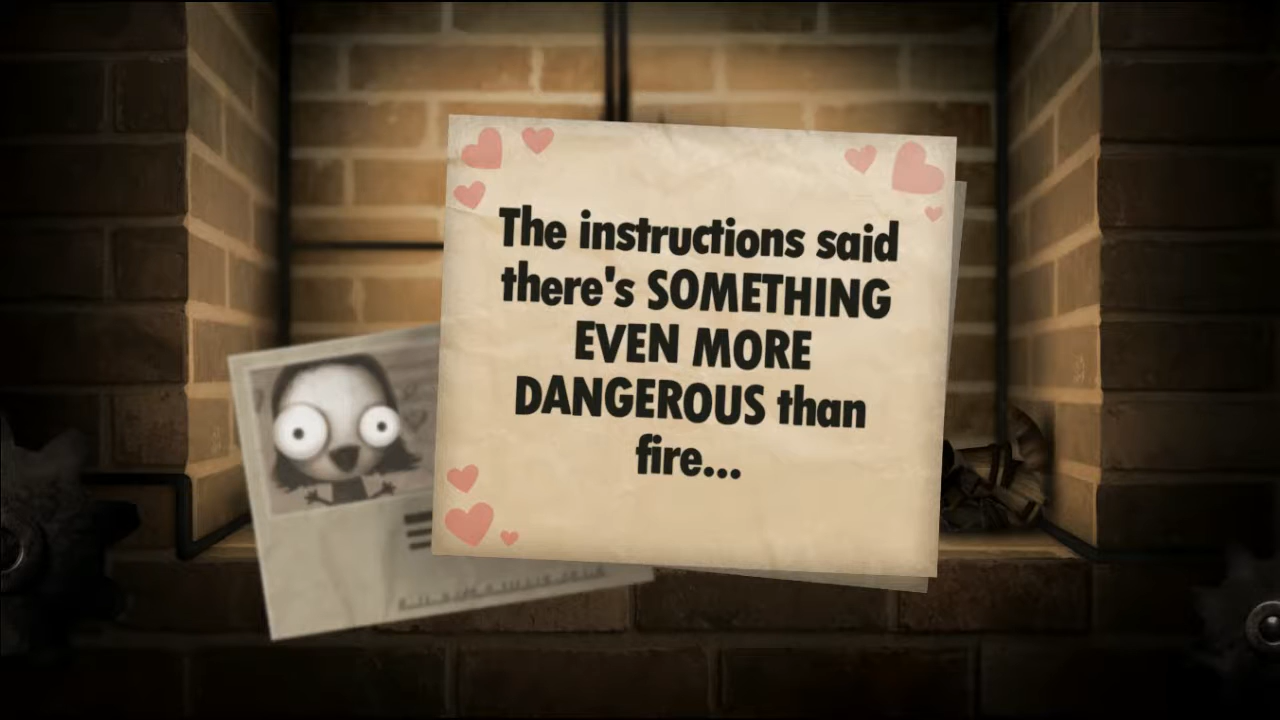 The instructions said
there's SOMETHING
EVEN MORE
DANGEROUS than
fire...